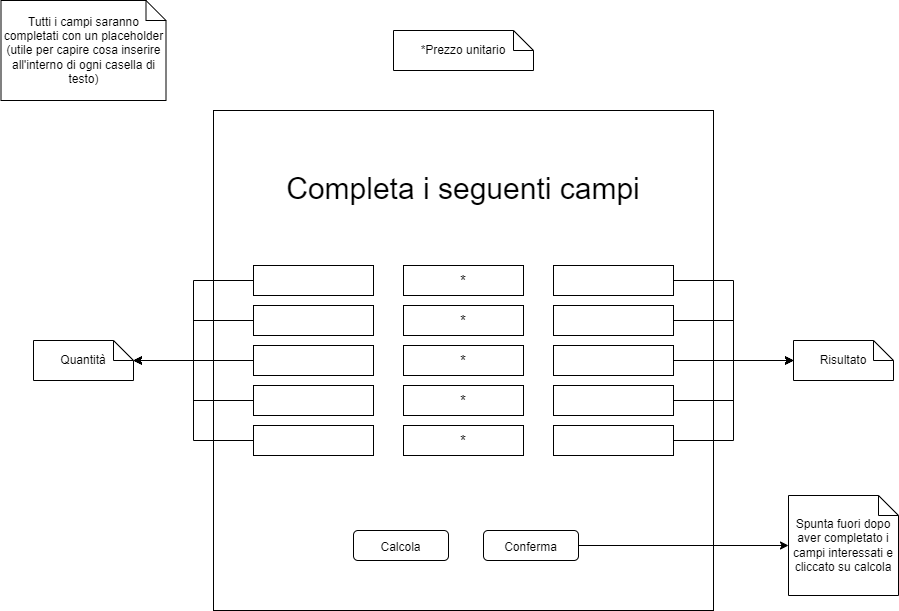 Tutti i campi saranno
completati con un placeholder
(utile per capire cosa inserire
all'interno di ogni casella di
testo)
*Prezzo unitario
Completa i seguenti campi
*
*
*
*
*
Quantità
Risultato
Calcola
Conferma
Spunta fuori dopo
aver completato i
campi interessati e
cliccato su calcola